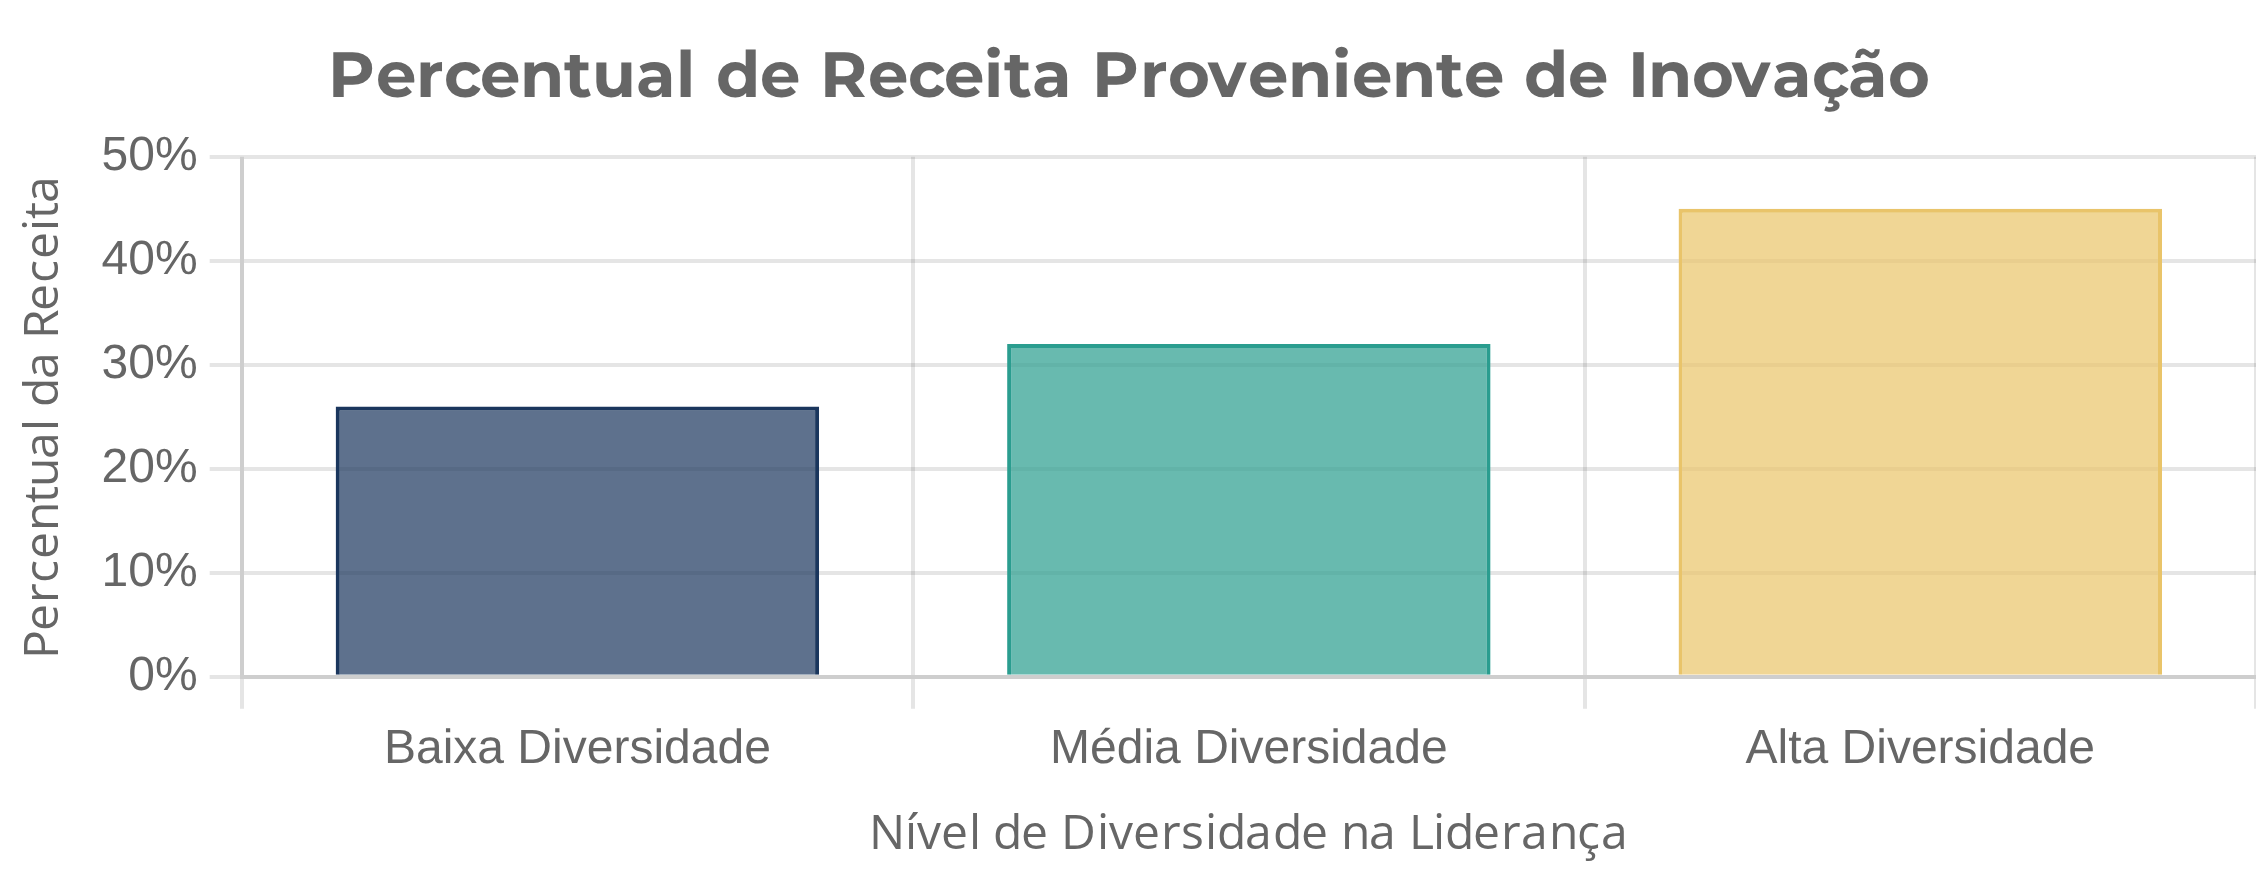 Percentual de Receita Proveniente de Inovação
Percentual da Receita
50%
40%
30%
20%
10%
0%
Baixa Diversidade
Média Diversidade
Alta Diversidade
Nível de Diversidade na Liderança